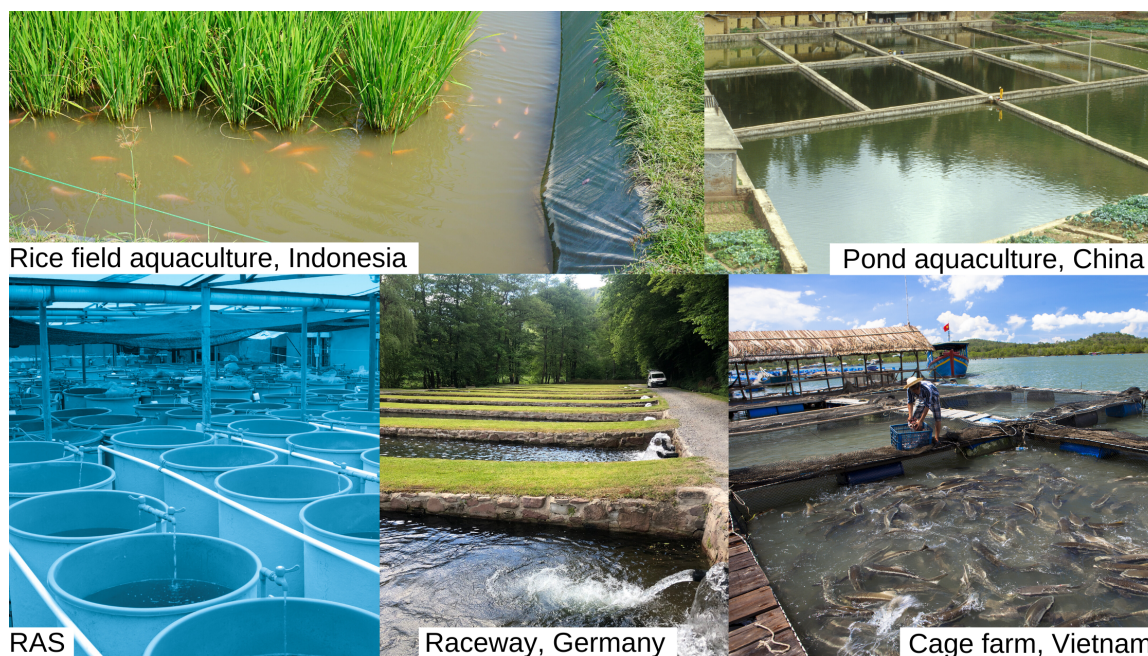 Rice field aquaculture, Indonesia
Pond aquaculture, China
RAS
Raceway, Germany
Cage farm, Vietnam